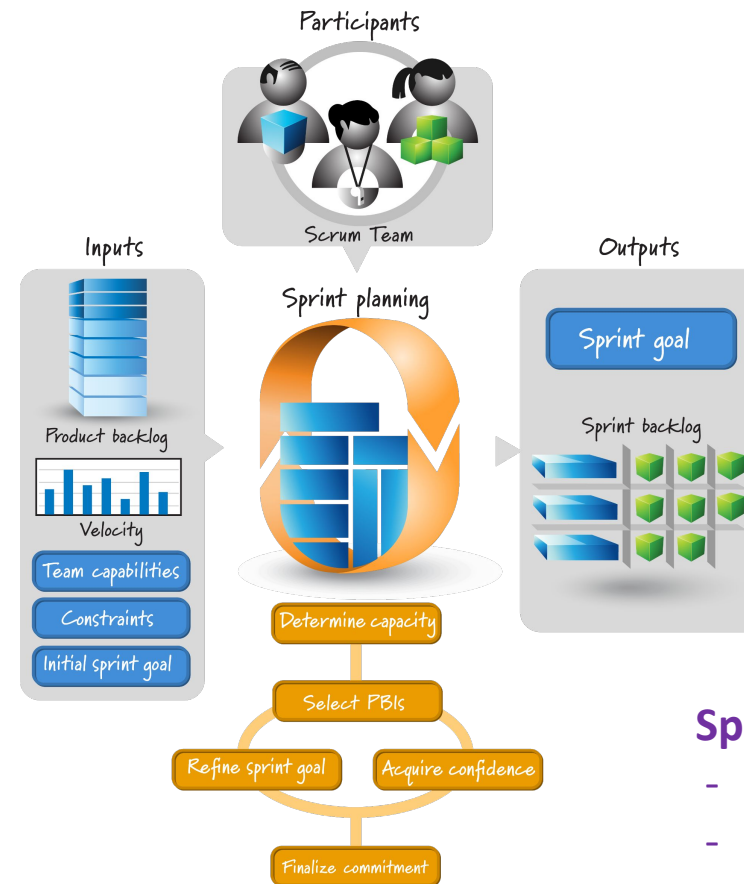 Participants
Scrum Team
Inputs
Product backlog
Velocity
Team capabilities
Constraints
Initial sprint goal
Sprint planning
Determine capacity
Select PBIs
Refine sprint goal
Acquire confidence
Finalize commitment
Outputs
Sprint goal
Sprint backlog
Sp
-
-